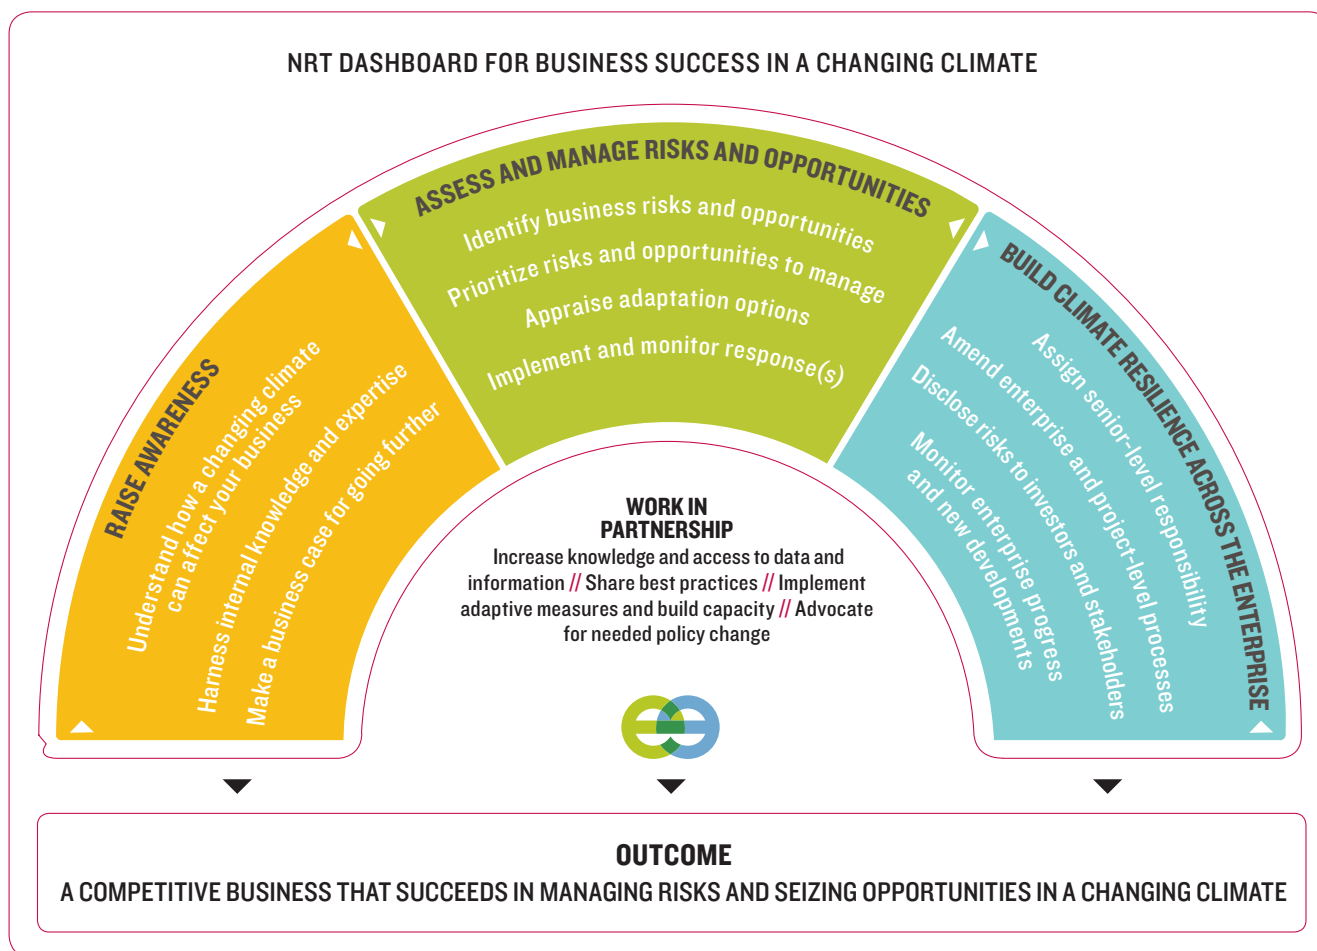 NRT DASHBOARD FOR BUSINESS SUCCESS IN A CHANGING CLIMATE
RAISE AWARENESS
Understand how a changing climate
can affect your business
Harness internal knowledge and expertise
Make a business case for going further
ASSESS AND MANAGE RISKS AND OPPORTUNITIES
Identify business risks and opportunities
Prioritize risks and opportunities to manage
Appraise adaptation options
Implement and monitor response(s)
BUILD CLIMATE RESILIENCE ACROSS THE ENTERPRISE
Assign senior-level responsibility
Amend enterprise and project-level processes
Disclose risks to investors and stakeholders
Monitor enterprise progress
and new developments
WORK IN
PARTNERSHIP
Increase knowledge and access to data and
information // Share best practices // Implement
adaptive measures and build capacity // Advocate
for needed policy change
OUTCOME
A COMPETITIVE BUSINESS THAT SUCCEEDS IN MANAGING RISKS AND SEIZING OPPORTUNITIES IN A CHANGING CLIMATE